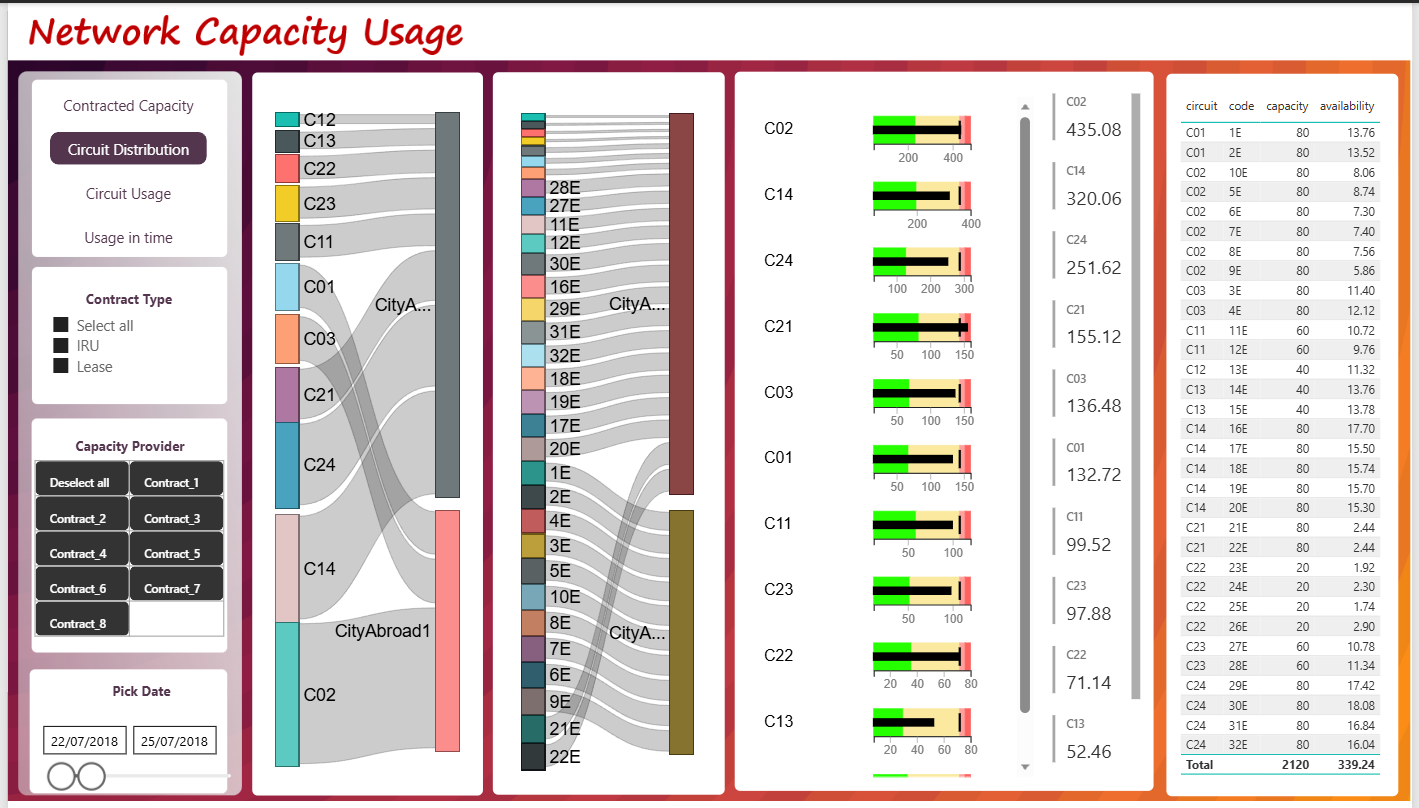 Network Capacity Usage
Contracted Capacity
Circuit Distribution
Circuit Usage
Usage in time
Contract Type
Select all
IRU
Lease
Capacity Provider
Deselect all Contract_1
Contract_2 Contract_3
Contract_4 Contract_5
Contract_6 Contract_7
Contract_8
Pick Date
22/07/2018 25/07/2018
C12
C13
C22
C23
C11
C01
CityA...
C03
C21
C24
C14
CityAbroad1
C02
28E
27E
11E
12E
30E
16E
29E
CityA...
31E
32E
18E
19E
17E
20E
1E
2E
4E
3E
5E
10E
8E
CityA...
7E
6E
9E
21E
22E
C02
200 400
C14
200 400
C24
100 200 300
C21
50 100 150
C03
50 100 150
C01
50 100 150
C11
50 100
C23
50 100
C22
20 40 60 80
C13
20 40 60 80
C02
435.08
C14
320.06
C24
251.62
C21
155.12
C03
136.48
C01
132.72
C11
99.52
C23
97.88
C22
71.14
C13
52.46
circuit code capacity availability
C01 1E 80 13.76
C01 2E 80 13.52
C02 10E 80 8.06
C02 5E 80 8.74
C02 6E 80 7.30
C02 7E 80 7.40
C02 8E 80 7.56
C02 9E 80 5.86
C03 3E 80 11.40
C03 4E 80 12.12
C11 11E 60 10.72
C11 12E 60 9.76
C12 13E 40 11.32
C13 14E 40 13.76
C13 15E 40 13.78
C14 16E 80 17.70
C14 17E 80 15.50
C14 18E 80 15.74
C14 19E 80 15.70
C14 20E 80 15.30
C21 21E 80 2.44
C21 22E 80 2.44
C22 23E 20 1.92
C22 24E 20 2.30
C22 25E 20 1.74
C22 26E 20 2.90
C23 27E 60 10.78
C23 28E 60 11.34
C24 29E 80 17.42
C24 30E 80 18.08
C24 31E 80 16.84
C24 32E 80 16.04
Total 2120 339.24